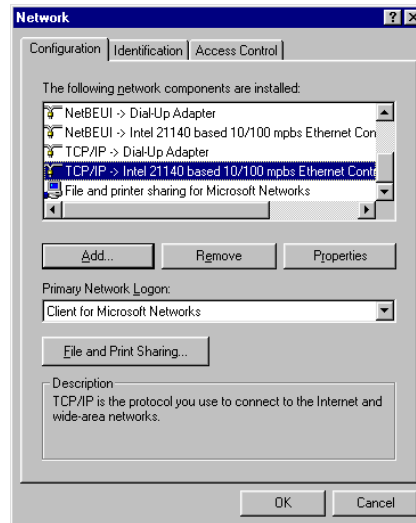 Network
Configuration Identification Access Control
The following network components are installed:
NetBEUI -> Dial-Up Adapter
NetBEUI -> Intel 21140 based 10/100 mpbs Ethernet Con
TCP/IP -> Dial-Up Adapter
TCP/IP -> Intel 21140 based 10/100 mpbs Ethernet Contr
File and printer sharing for Microsoft Networks
Add... Remove Properties
Primary Network Logon:
Client for Microsoft Networks
File and Print Sharing...
Description
TCP/IP is the protocol you use to connect to the Internet and
wide-area networks.
OK Cancel